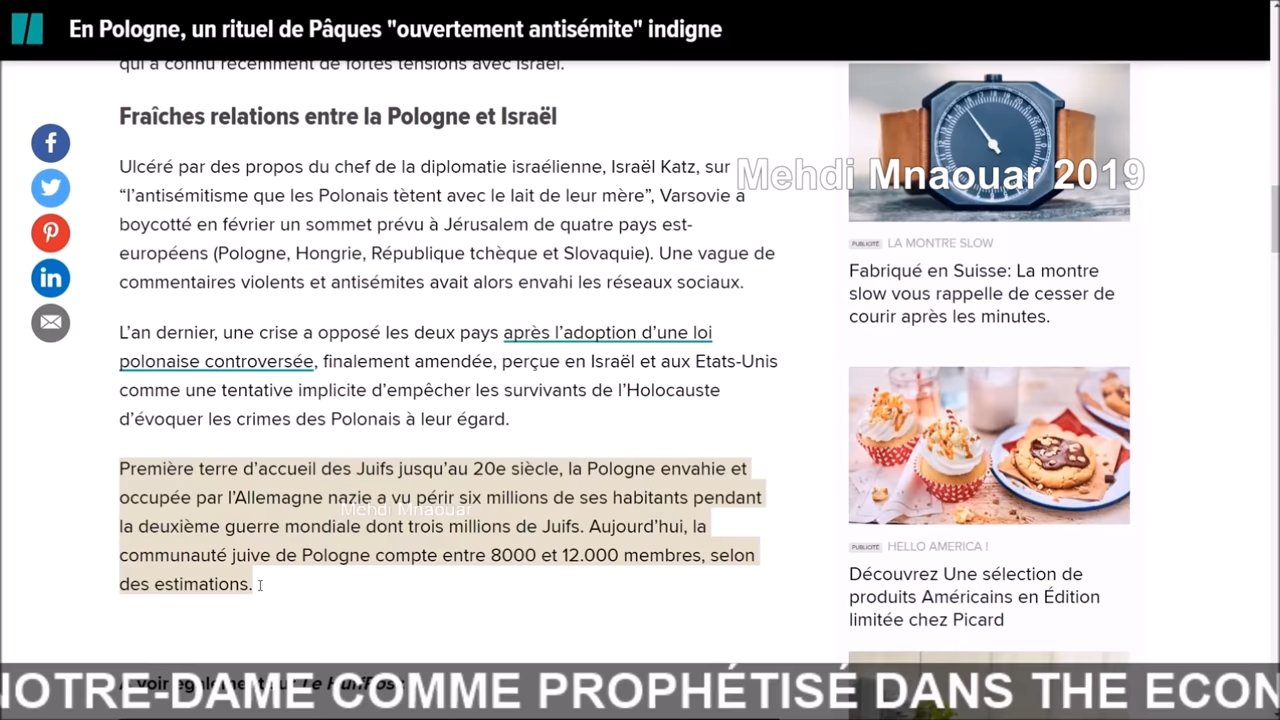 En Pologne, un rituel de Pâques "ouvertement antisémite" indigne
qui a connu récemment de fortes tensions avec Israël.
Fraîches relations entre la Pologne et Israël
Ulcéré par des propos du chef de la diplomatie israélienne, Israël Katz, sur
“l’antisémitisme que les Polonais tètent avec le lait de leur mère”, Varsovie a
boycotté en février un sommet prévu à Jérusalem de quatre pays est-
européens (Pologne, Hongrie, République tchèque et Slovaquie). Une vague de
commentaires violents et antisémites avait alors envahi les réseaux sociaux.
L’an dernier, une crise a opposé les deux pays après l’adoption d’une loi
polonaise controversée, finalement amendée, perçue en Israël et aux Etats-Unis
comme une tentative implicite d’empêcher les survivants de l’Holocauste
d’évoquer les crimes des Polonais à leur égard.
Première terre d’accueil des Juifs jusqu’au 20e siècle, la Pologne envahie et
occupée par l’Allemagne nazie a vu périr six millions de ses habitants pendant
la deuxième guerre mondiale dont trois millions de Juifs. Aujourd’hui, la
communauté juive de Pologne compte entre 8000 et 12.000 membres, selon
des estimations.
Mehdi Mnaouar
Mehdi Mnaouar 2019
PUBLICITÉ LA MONTRE SLOW
Fabriqué en Suisse: La montre
slow vous rappelle de cesser de
courir après les minutes.
PUBLICITÉ HELLO AMERICA !
Découvrez Une sélection de
produits Américains en Édition
limitée chez Picard
À voir également sur Le HuffPost
NOTRE-DAME COMME PROPHÉTISÉ DANS THE ECON